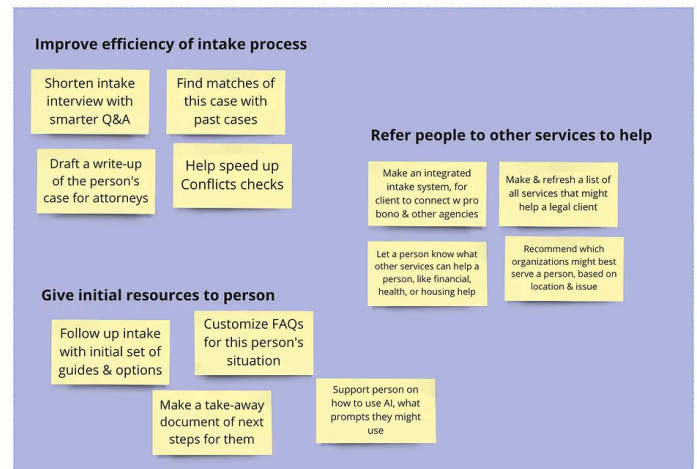 Improve efficiency of intake process
Shorten intake
interview with
smarter Q&A
Find matches of
this case with
past cases
Draft a write-up
of the person's
case for attorneys
Help speed up
Conflicts checks
Refer people to other services to help
Make an integrated
intake system, for
client to connect w pro
bono & other agencies
Make & refresh a list of
all services that might
help a legal client
Let a person know what
other services can help a
person, like financial,
health, or housing help
Recommend which
organizations might best
serve a person, based on
location & issue
Give initial resources to person
Follow up intake
with initial set of
guides & options
Customize FAQs
for this person's
situation
Make a take-away
document of next
steps for them
Support person on
how to use AI, what
prompts they might
use